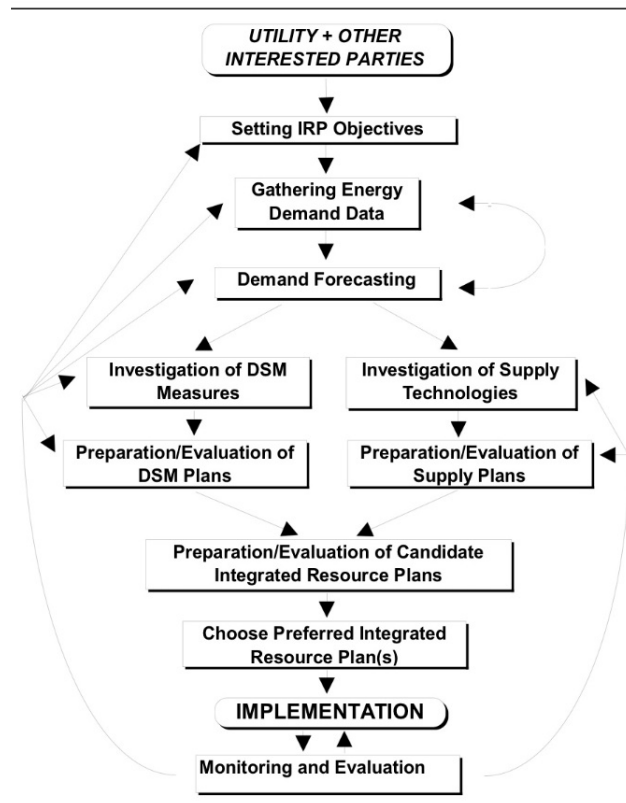 UTILITY + OTHER
INTERESTED PARTIES
Setting IRP Objectives
Gathering Energy
Demand Data
Demand Forecasting
Investigation of DSM
Measures
Investigation of Supply
Technologies
Preparation/Evaluation of
DSM Plans
Preparation/Evaluation of
Supply Plans
Preparation/Evaluation of Candidate
Integrated Resource Plans
Choose Preferred Integrated
Resource Plan(s)
IMPLEMENTATION
Monitoring and Evaluation